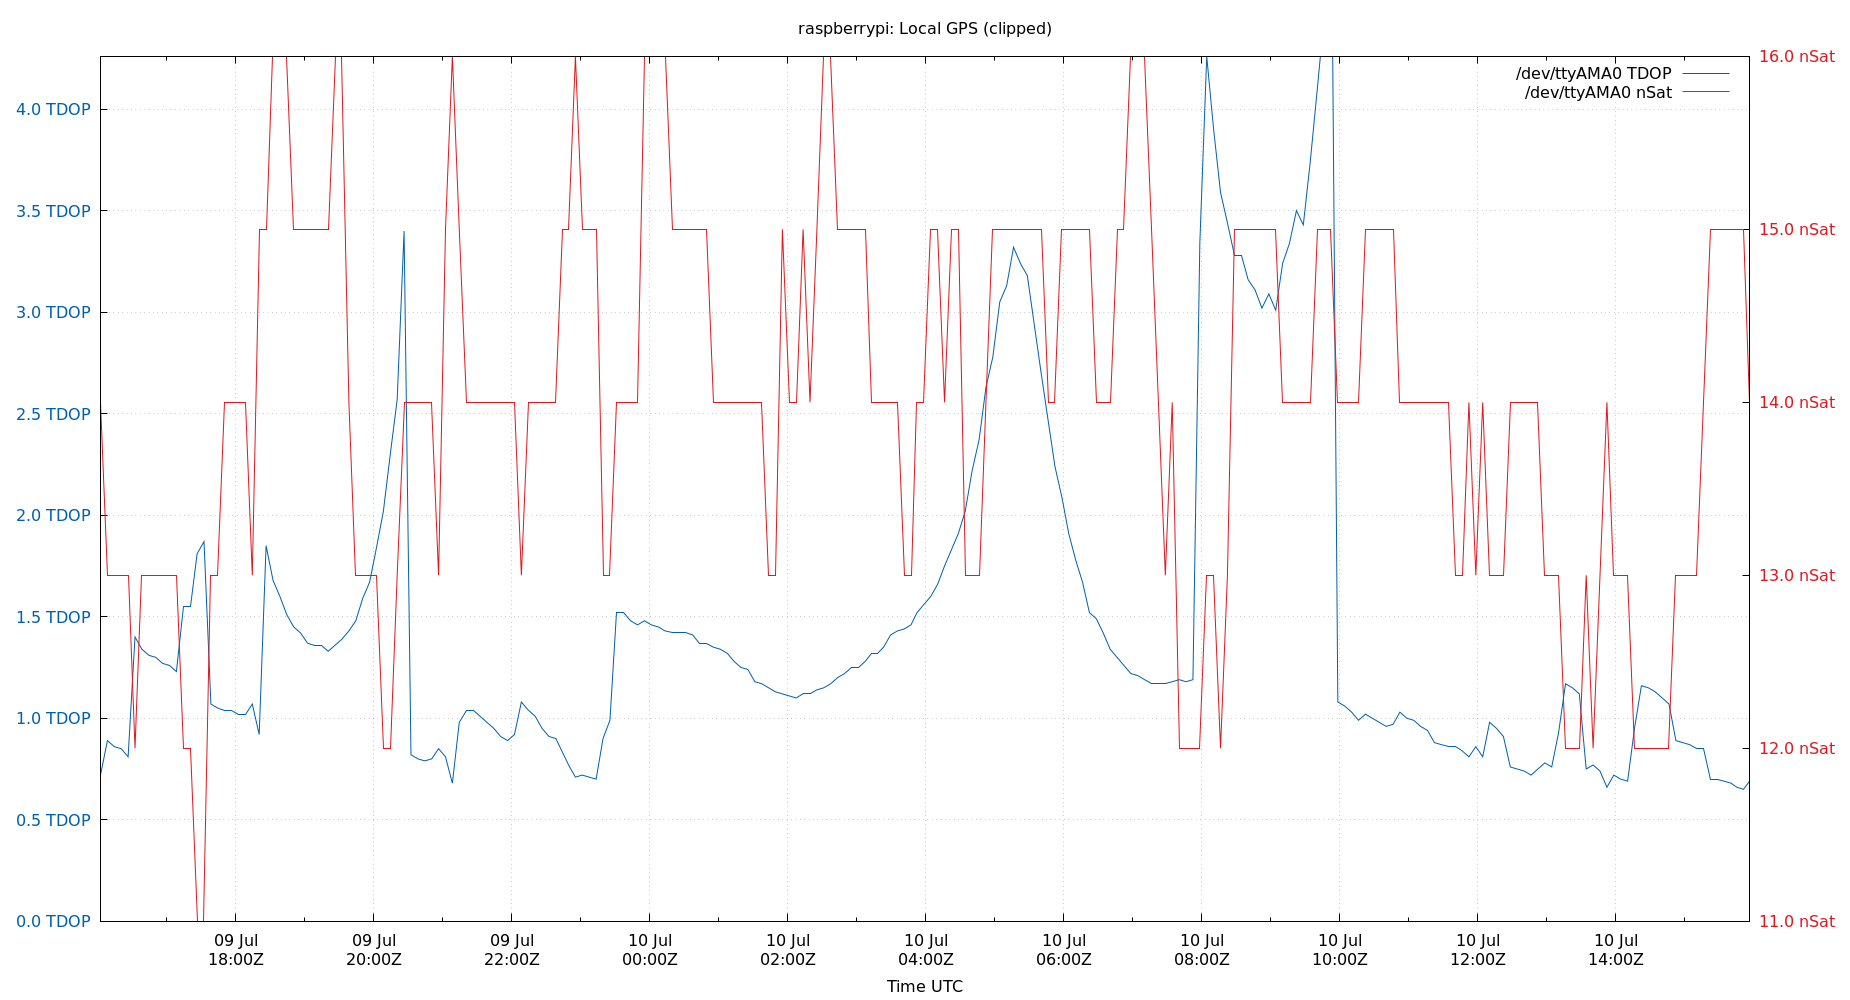 raspberrypi: Local GPS (clipped)
/dev/ttyAMA0 TDOP
/dev/ttyAMA0 nSat
4.0 TDOP
3.5 TDOP
3.0 TDOP
2.5 TDOP
2.0 TDOP
1.5 TDOP
1.0 TDOP
0.5 TDOP
0.0 TDOP
16.0 nSat
15.0 nSat
14.0 nSat
13.0 nSat
12.0 nSat
11.0 nSat
09 Jul
18:00Z
09 Jul
20:00Z
09 Jul
22:00Z
10 Jul
00:00Z
10 Jul
02:00Z
10 Jul
04:00Z
10 Jul
06:00Z
10 Jul
08:00Z
10 Jul
10:00Z
10 Jul
12:00Z
10 Jul
14:00Z
Time UTC